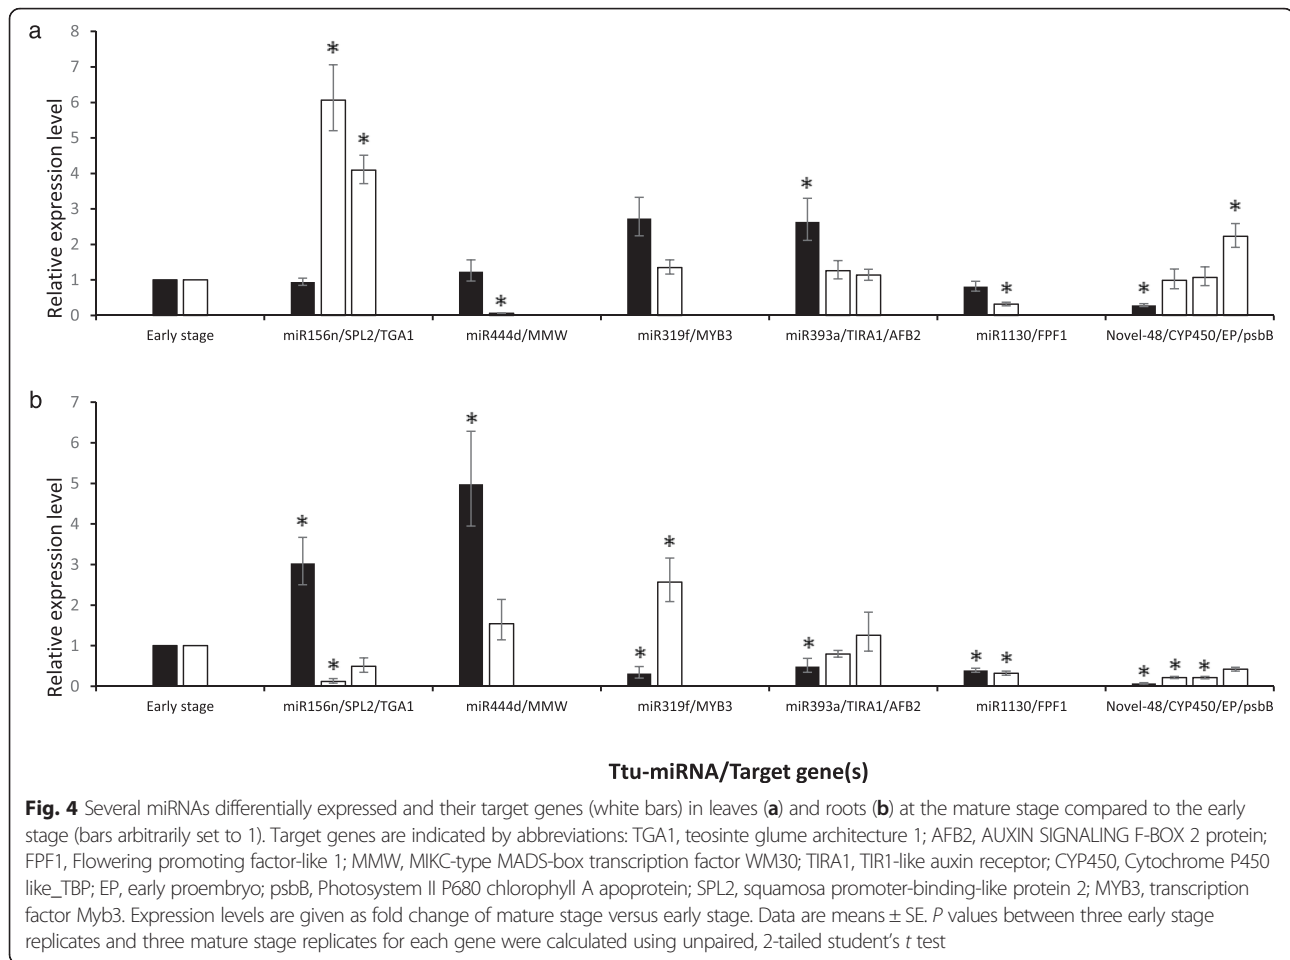 a
8
7
6
5
4
3
2
1
0
Relative expression level
*
*
*
*
*
*
*
Early stage
miR156n/SPL2/TGA1
miR444d/MMW
miR319f/MYB3
miR393a/TIRA1/AFB2
miR1130/FPF1
Novel-48/CYP450/EP/psbB
b
7
6
5
4
3
2
1
0
Relative expression level
*
*
*
*
*
*
*
*
*
*
*
Early stage
miR156n/SPL2/TGA1
miR444d/MMW
miR319f/MYB3
miR393a/TIRA1/AFB2
miR1130/FPF1
Novel-48/CYP450/EP/psbB
Ttu-miRNA/Target gene(s)
Fig. 4 Several miRNAs differentially expressed and their target genes (white bars) in leaves (a) and roots (b) at the mature stage compared to the early
stage (bars arbitrarily set to 1). Target genes are indicated by abbreviations: TGA1, teosinte glume architecture 1; AFB2, AUXIN SIGNALING F-BOX 2 protein;
FPF1, Flowering promoting factor-like 1; MMW, MIKC-type MADS-box transcription factor WM30; TIRA1, TIR1-like auxin receptor; CYP450, Cytochrome P450
like_TBP; EP, early proembryo; psbB, Photosystem II P680 chlorophyll A apoprotein; SPL2, squamosa promoter-binding-like protein 2; MYB3, transcription
factor Myb3. Expression levels are given as fold change of mature stage versus early stage. Data are means ± SE. P values between three early stage
replicates and three mature stage replicates for each gene were calculated using unpaired, 2-tailed student's t test